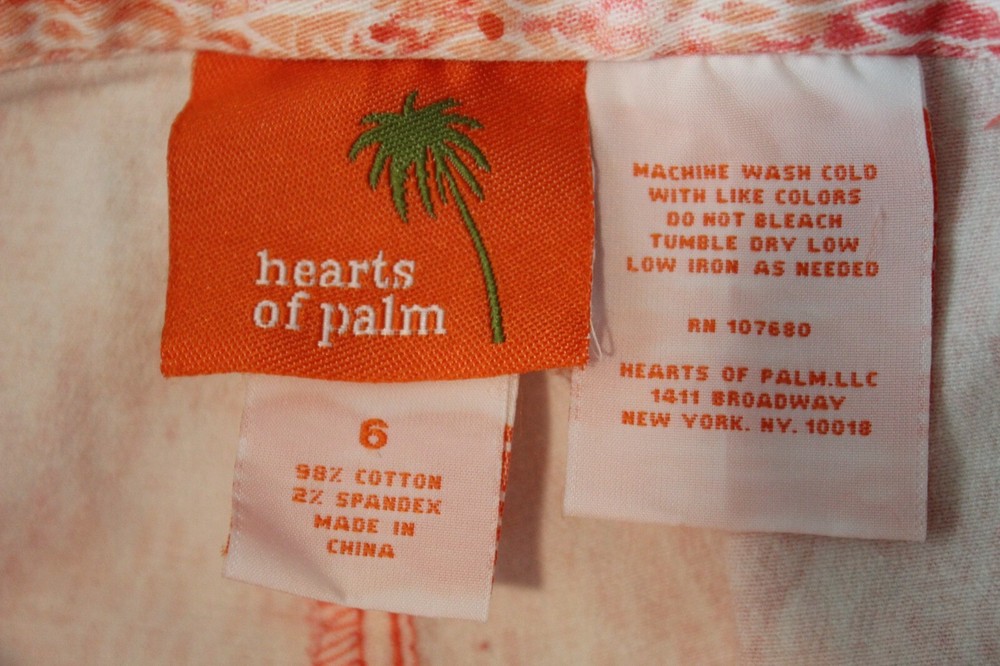 hearts
of palm
6
98% COTTON
2% SPANDEX
MADE IN
CHINA
MACHINE WASH COLD
WITH LIKE COLORS
DO NOT BLEACH
TUMBLE DRY LOW
LOW IRON AS NEEDED
RN 107680
HEARTS OF PALM.LLC
1411 BROADWAY
NEW YORK. NY. 10018